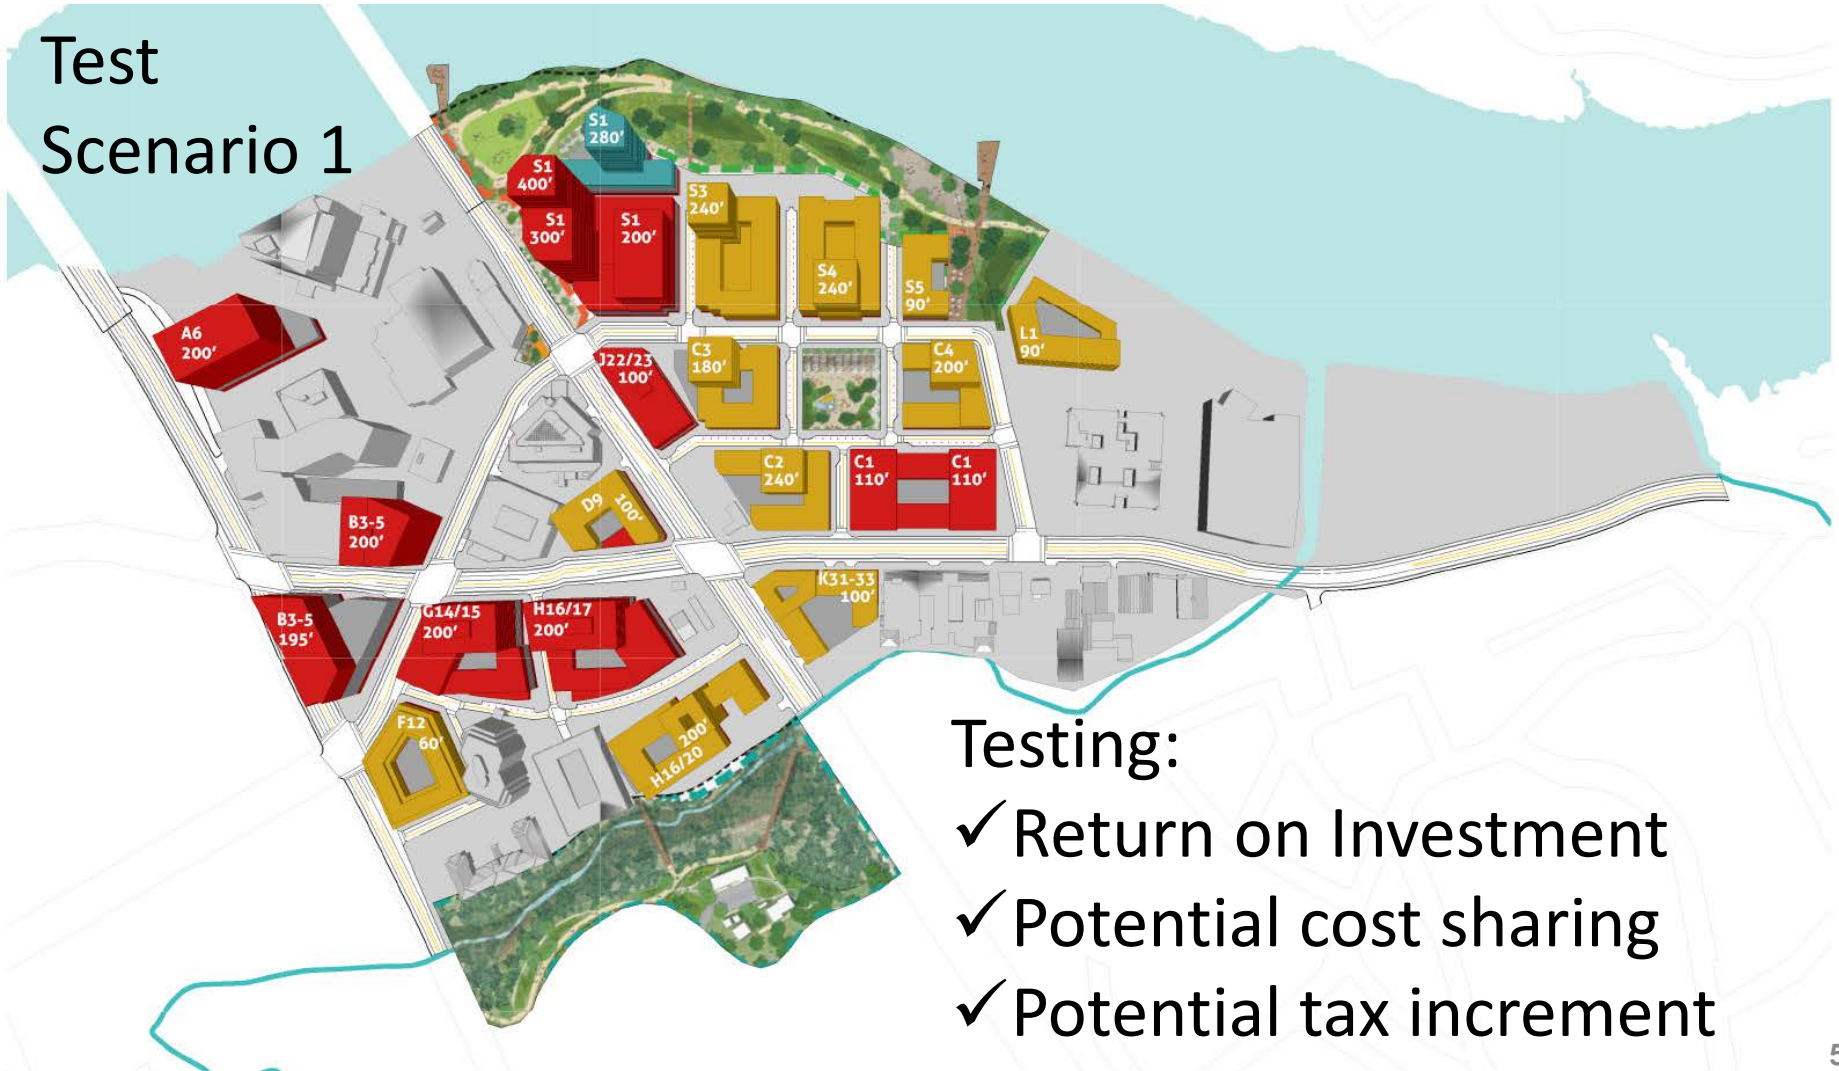 Test
Scenario 1
S1
280′
S1
400′
S1
300′
S1
200′
S3
240′
S4
240′
S5
90′
L1
90′
A6
200′
J22/23
100′
C3
180′
C4
200′
C2
240′
C1
110′
C1
110′
D9
100′
B3-5
200′
K31-33
100′
B3-5
195′
G14/15
200′
H16/17
200′
F12
60′
200′
H16/20
Testing:
✓Return on Investment
✓Potential cost sharing
✓Potential tax increment
5